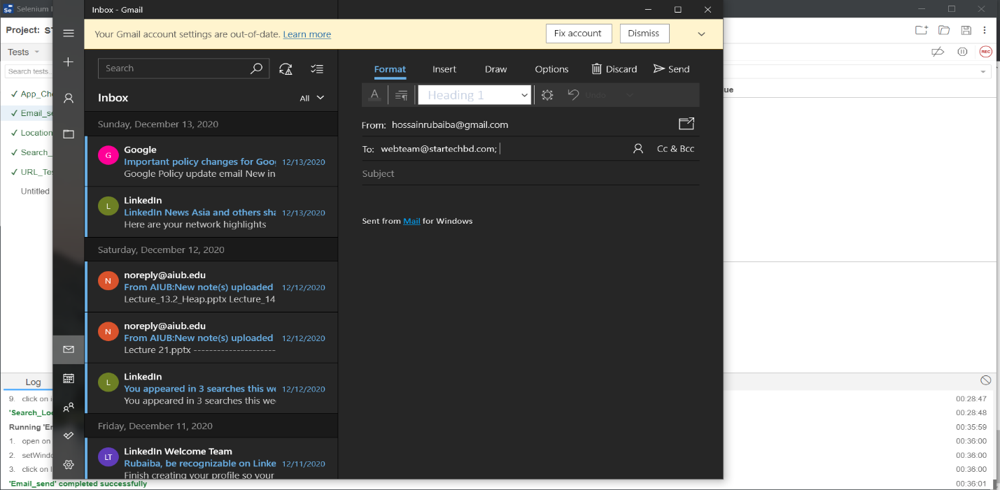 Selenium I
Inbox - Gmail
Project: ST
Your Gmail account settings are out-of-date. Learn more
Fix account
Dismiss
Tests
Search tests...
REC
Search
Format
Insert
Draw
Options
Discard
Send
Inbox
All
Heading 1
Undo
ue
App_Che
Email_se
Location
Search_
URL_Tes
Untitled
Sunday, December 13, 2020
G
Google
Important policy changes for Goog
12/13/2020
Google Policy update email New in
L
LinkedIn
LinkedIn News Asia and others sha
12/13/2020
Here are your network highlights
Saturday, December 12, 2020
N
noreply@aiub.edu
From AIUB:New note(s) uploaded
12/12/2020
Lecture_13.2_Heap.pptx Lecture_14
N
noreply@aiub.edu
From AIUB:New note(s) uploaded
12/12/2020
Lecture 21.pptx ---------------------
L
LinkedIn
You appeared in 3 searches this we
12/12/2020
You appeared in 3 searches this wee
Friday, December 11, 2020
LT
LinkedIn Welcome Team
Rubaiba, be recognizable on Linke
12/11/2020
Finish creating your profile so your
From: hossainrubaiba@gmail.com
To: webteam@startechbd.com;
Cc & Bcc
Subject
Sent from Mail for Windows
Log
9. click on i
00:28:47
'Search_Loc
00:28:48
Running 'Em
00:35:59
1. open on
00:36:00
2. setWindo
00:36:00
3. click on l
00:36:00
'Email_send' completed successfully
00:36:01